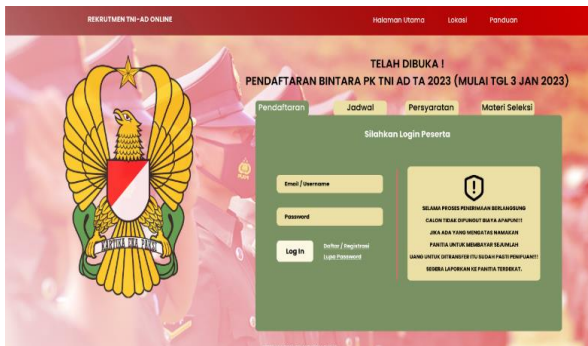 REKRUTMEN TNI-AD ONLINE
Halaman Utama Lokasi Panduan
TELAH DIBUKA !
PENDAFTARAN BINTARA PK TNI AD TA 2023 (MULAI TGL 3 JAN 2023)
Pendaftaran Jadwal Persyaratan Materi Seleksi
Silahkan Login Peserta
Email / Username
Password
Log In
Daftar / Registrasi
Lupa Password
SELAMA PROSES PENERIMAAN BERLANGSUNG
CALON TIDAK DIPUNGUT BIAYA APAPUN!!!
JIKA ADA YANG MENGATAS NAMAKAN
PANITIA UNTUK MEMBAYAR SEJUMLAH
UANG UNTUK DITRANSFER ITU SUDAH PASTI PENIPUAN!!!
SEGERA LAPORKAN KE PANITIA TERDEKAT.
KARTIKA EKA PAKSI